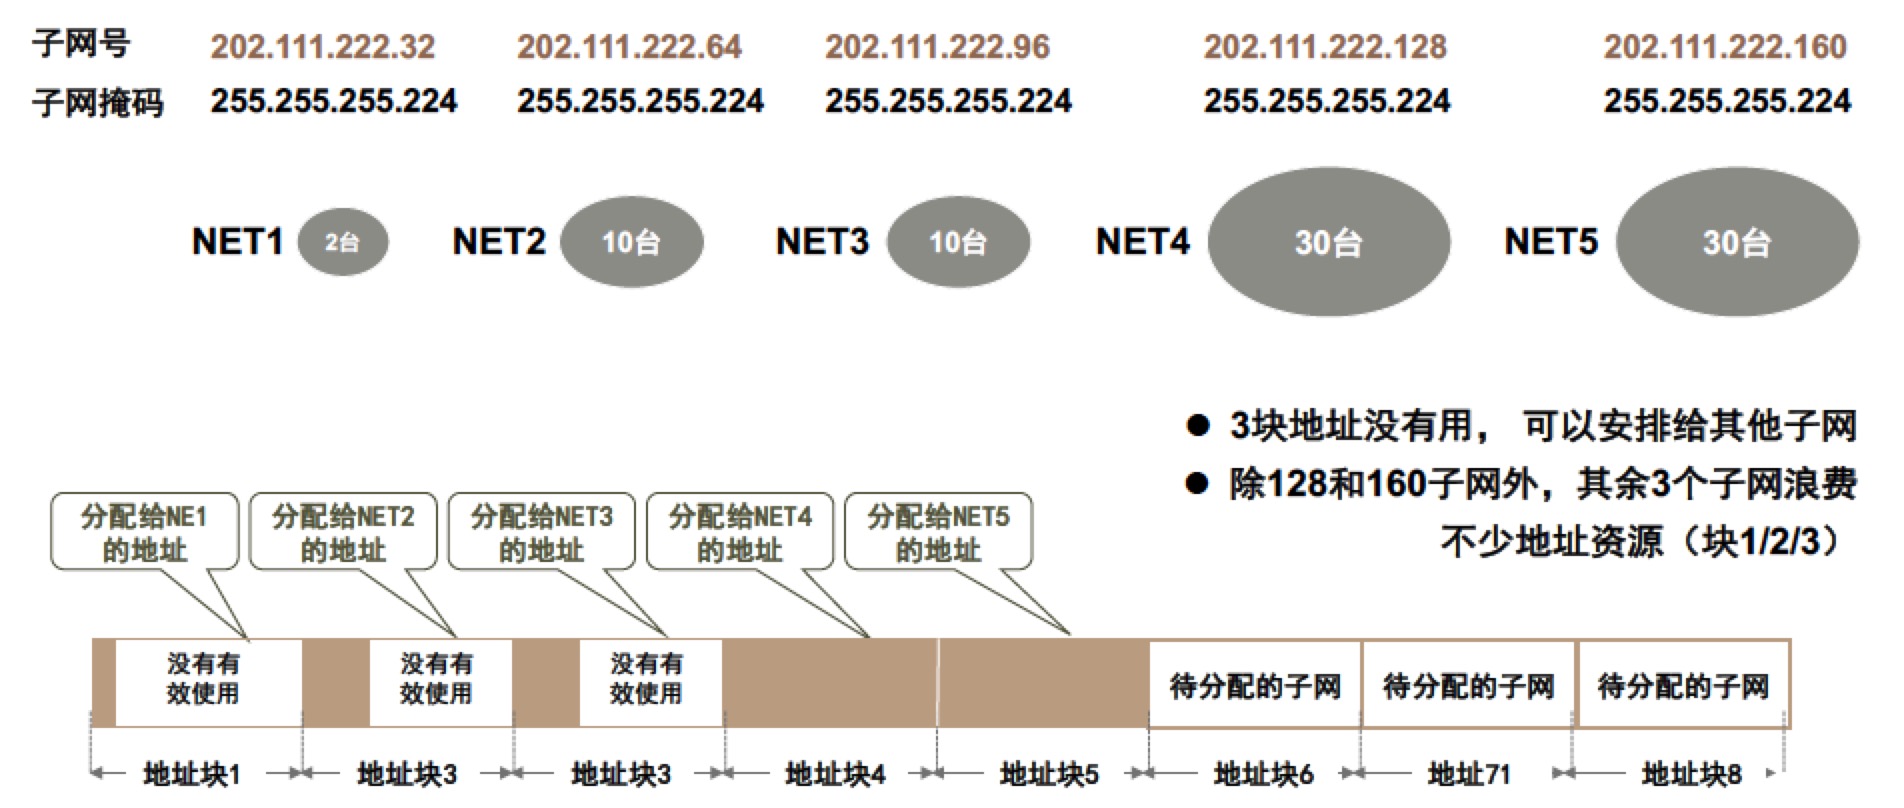 子网号 202.111.222.32 202.111.222.64 202.111.222.96 202.111.222.128 202.111.222.160
子网掩码 255.255.255.224 255.255.255.224 255.255.255.224 255.255.255.224 255.255.255.224
NET1 2台 NET2 10台 NET3 10台 NET4 30台 NET5 30台
● 3块地址没有用， 可以安排给其他子网
● 除128和160子网外，其余3个子网浪费
不少地址资源（块1/2/3）
分配给NE1
的地址
分配给NET2
的地址
分配给NET3
的地址
分配给NET4
的地址
分配给NET5
的地址
没有有
效使用
没有有
效使用
没有有
效使用
待分配的子网 待分配的子网 待分配的子网
地址块1 地址块3 地址块3 地址块4 地址块5 地址块6 地址71 地址块8